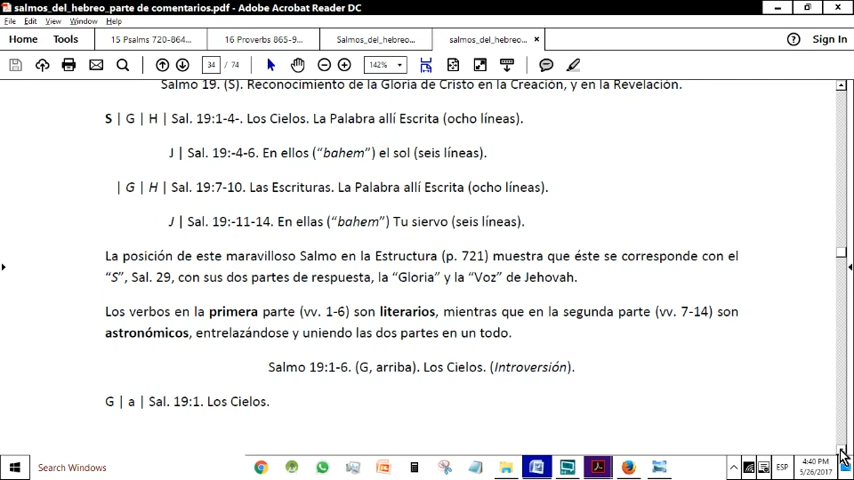 salmos_del_hebreo_parte de comentarios.pdf - Adobe Acrobat Reader DC
File Edit View Window Help
Home Tools 15 Psalms 720-864... 16 Proverbs 865-9... Salmos_del_hebreo... salmos_del_hebreo... × Sign In
34 / 74 142%
Salmo 19. (S). Reconocimiento de la Gloria de Cristo en la Creación, y en la Revelación.
S | G | H | Sal. 19:1-4-. Los Cielos. La Palabra allí Escrita (ocho líneas).
J | Sal. 19:-4-6. En ellos (“bahem”) el sol (seis líneas).
| G | H | Sal. 19:7-10. Las Escrituras. La Palabra allí Escrita (ocho líneas).
J | Sal. 19:-11-14. En ellas (“bahem”) Tu siervo (seis líneas).
La posición de este maravilloso Salmo en la Estructura (p. 721) muestra que éste se corresponde con el
“S”, Sal. 29, con sus dos partes de respuesta, la “Gloria” y la “Voz” de Jehovah.
Los verbos en la primera parte (vv. 1-6) son literarios, mientras que en la segunda parte (vv. 7-14) son
astronómicos, entrelazándose y uniendo las dos partes en un todo.
Salmo 19:1-6. (G, arriba). Los Cielos. (Introversión).
G | a | Sal. 19:1. Los Cielos.
Search Windows ESP 4:40 PM
5/26/2017